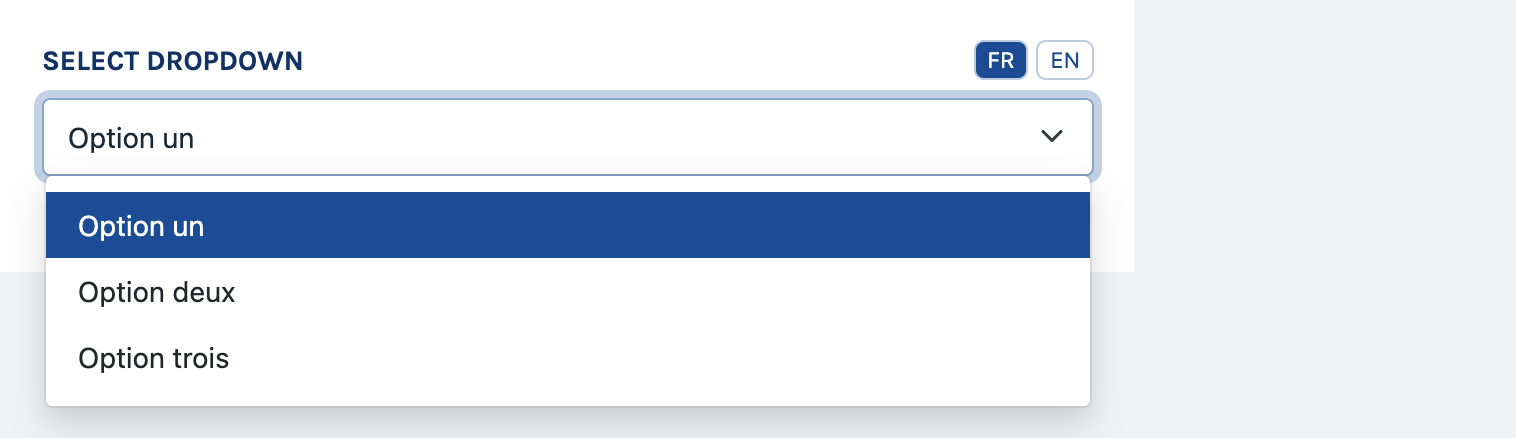 SELECT DROPDOWN FR EN
Option un
Option un
Option deux
Option trois